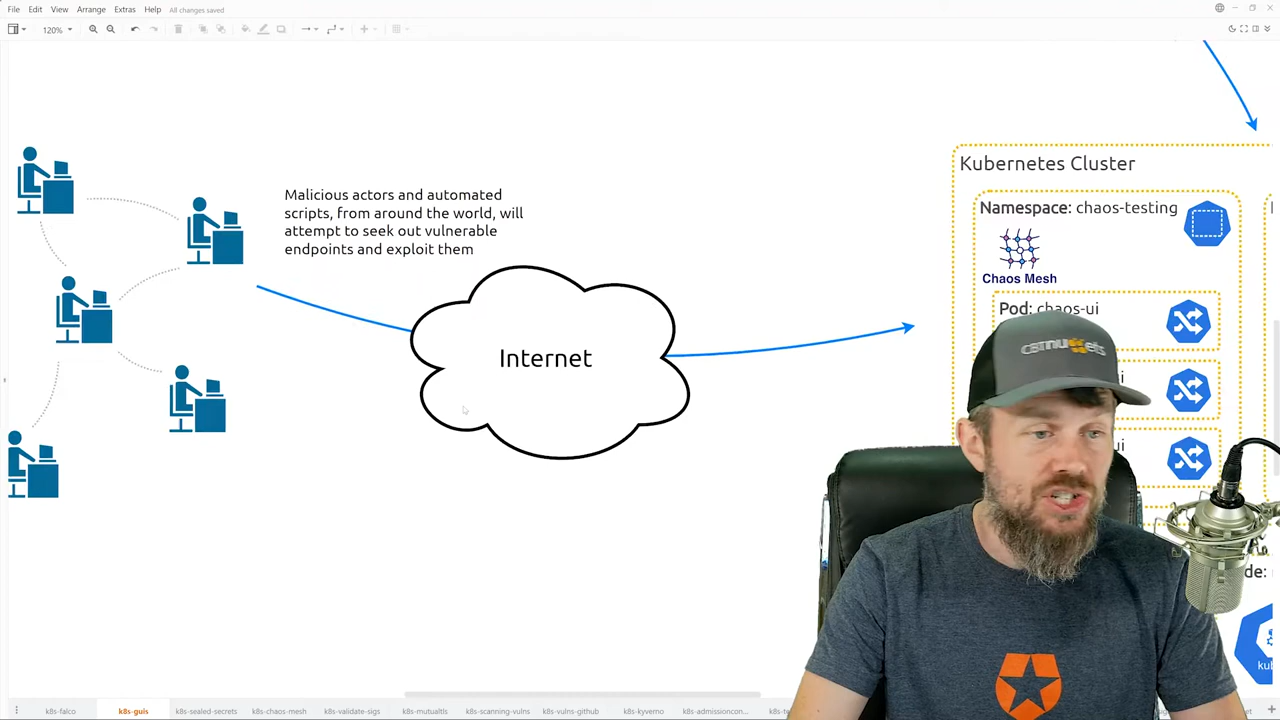 File Edit View Arrange Extras Help All changes saved
120%
Malicious actors and automated
scripts, from around the world, will
attempt to seek out vulnerable
endpoints and exploit them
Internet
Kubernetes Cluster
Namespace: chaos-testing
Chaos Mesh
Pod: chaos-ui
cbtnuggets
k8s-falco k8s-guis k8s-sealed-secrets k8s-chaos-mesh k8s-validate-sigs k8s-mutualtls k8s-scanning-vulns k8s-vulns-github k8s-kyverno k8s-admissioncon...